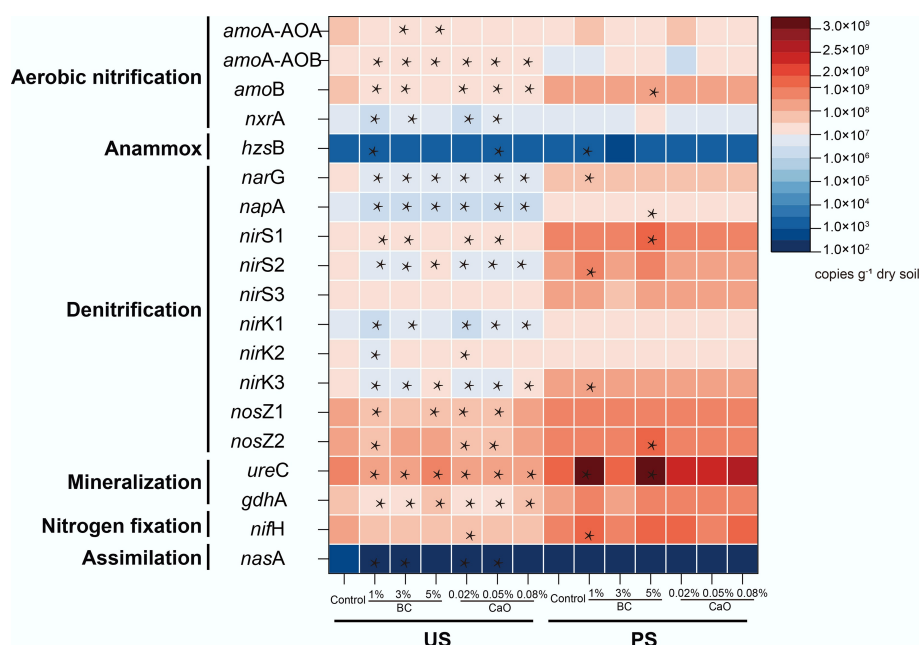 Aerobic nitrification
amoA-AOA
amoA-AOB
amoB
nxrA
Anammox
hzsB
Denitrification
narG
napA
nirS1
nirS2
nirS3
nirK1
nirK2
nirK3
nosZ1
nosZ2
Mineralization
ureC
gdhA
Nitrogen fixation
nifH
Assimilation
nasA
Control 1% 3% 5% 0.02% 0.05% 0.08% Control 1% 3% 5% 0.02% 0.05% 0.08%
BC CaO BC CaO
US PS
3.0×10⁹
2.5×10⁹
2.0×10⁹
1.0×10⁹
1.0×10⁸
1.0×10⁷
1.0×10⁶
1.0×10⁵
1.0×10⁴
1.0×10³
1.0×10²
copies g⁻¹ dry soil